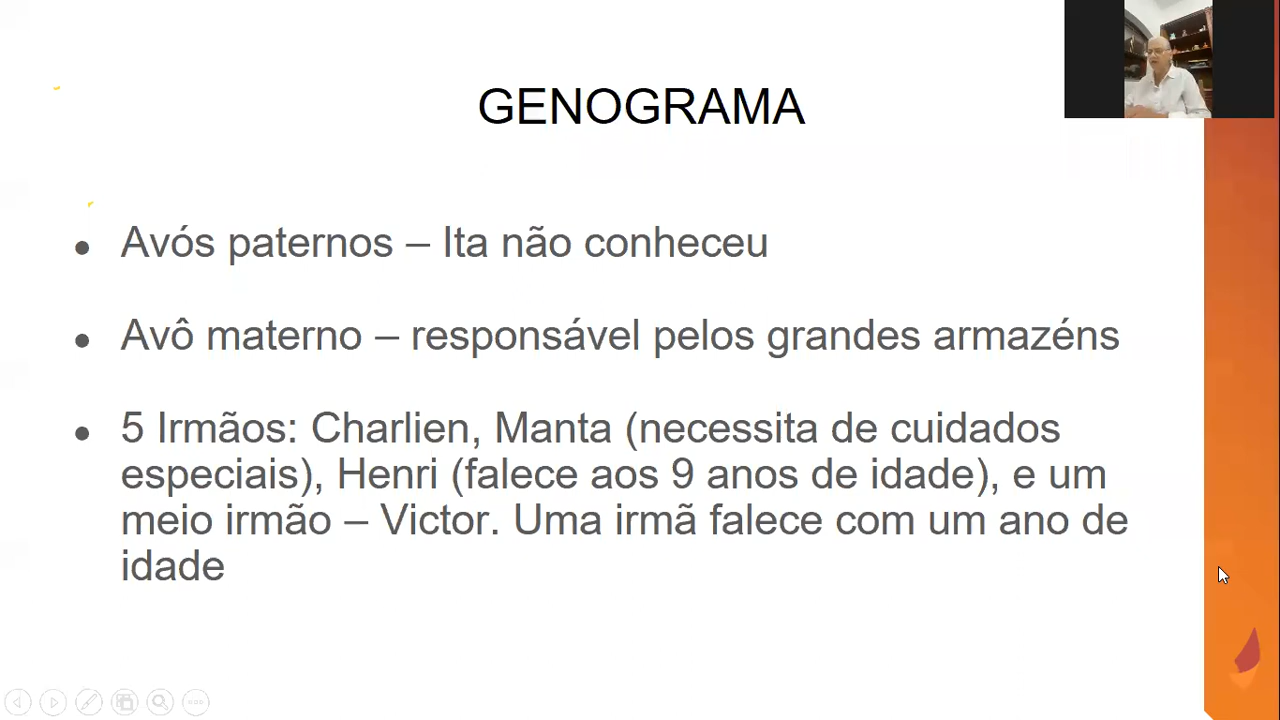 GENOGRAMA
• Avós paternos – Ita não conheceu
• Avô materno – responsável pelos grandes armazéns
• 5 Irmãos: Charlien, Manta (necessita de cuidados
especiais), Henri (falece aos 9 anos de idade), e um
meio irmão – Victor. Uma irmã falece com um ano de
idade